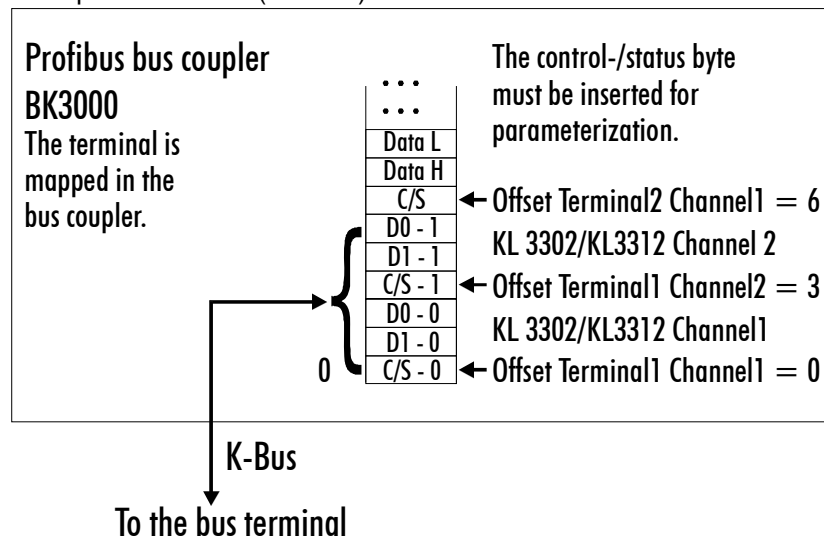 Profibus bus coupler
BK3000
The terminal is
mapped in the
bus coupler.
The control-/status byte
must be inserted for
parameterization.
...
...
Data L
Data H
C/S
D0 - 1
D1 - 1
C/S - 1
D0 - 0
D1 - 0
C/S - 0
0
Offset Terminal2 Channel1 = 6
KL 3302/KL3312 Channel 2
Offset Terminal1 Channel2 = 3
KL 3302/KL3312 Channel1
Offset Terminal1 Channel1 = 0
K-Bus
To the bus terminal